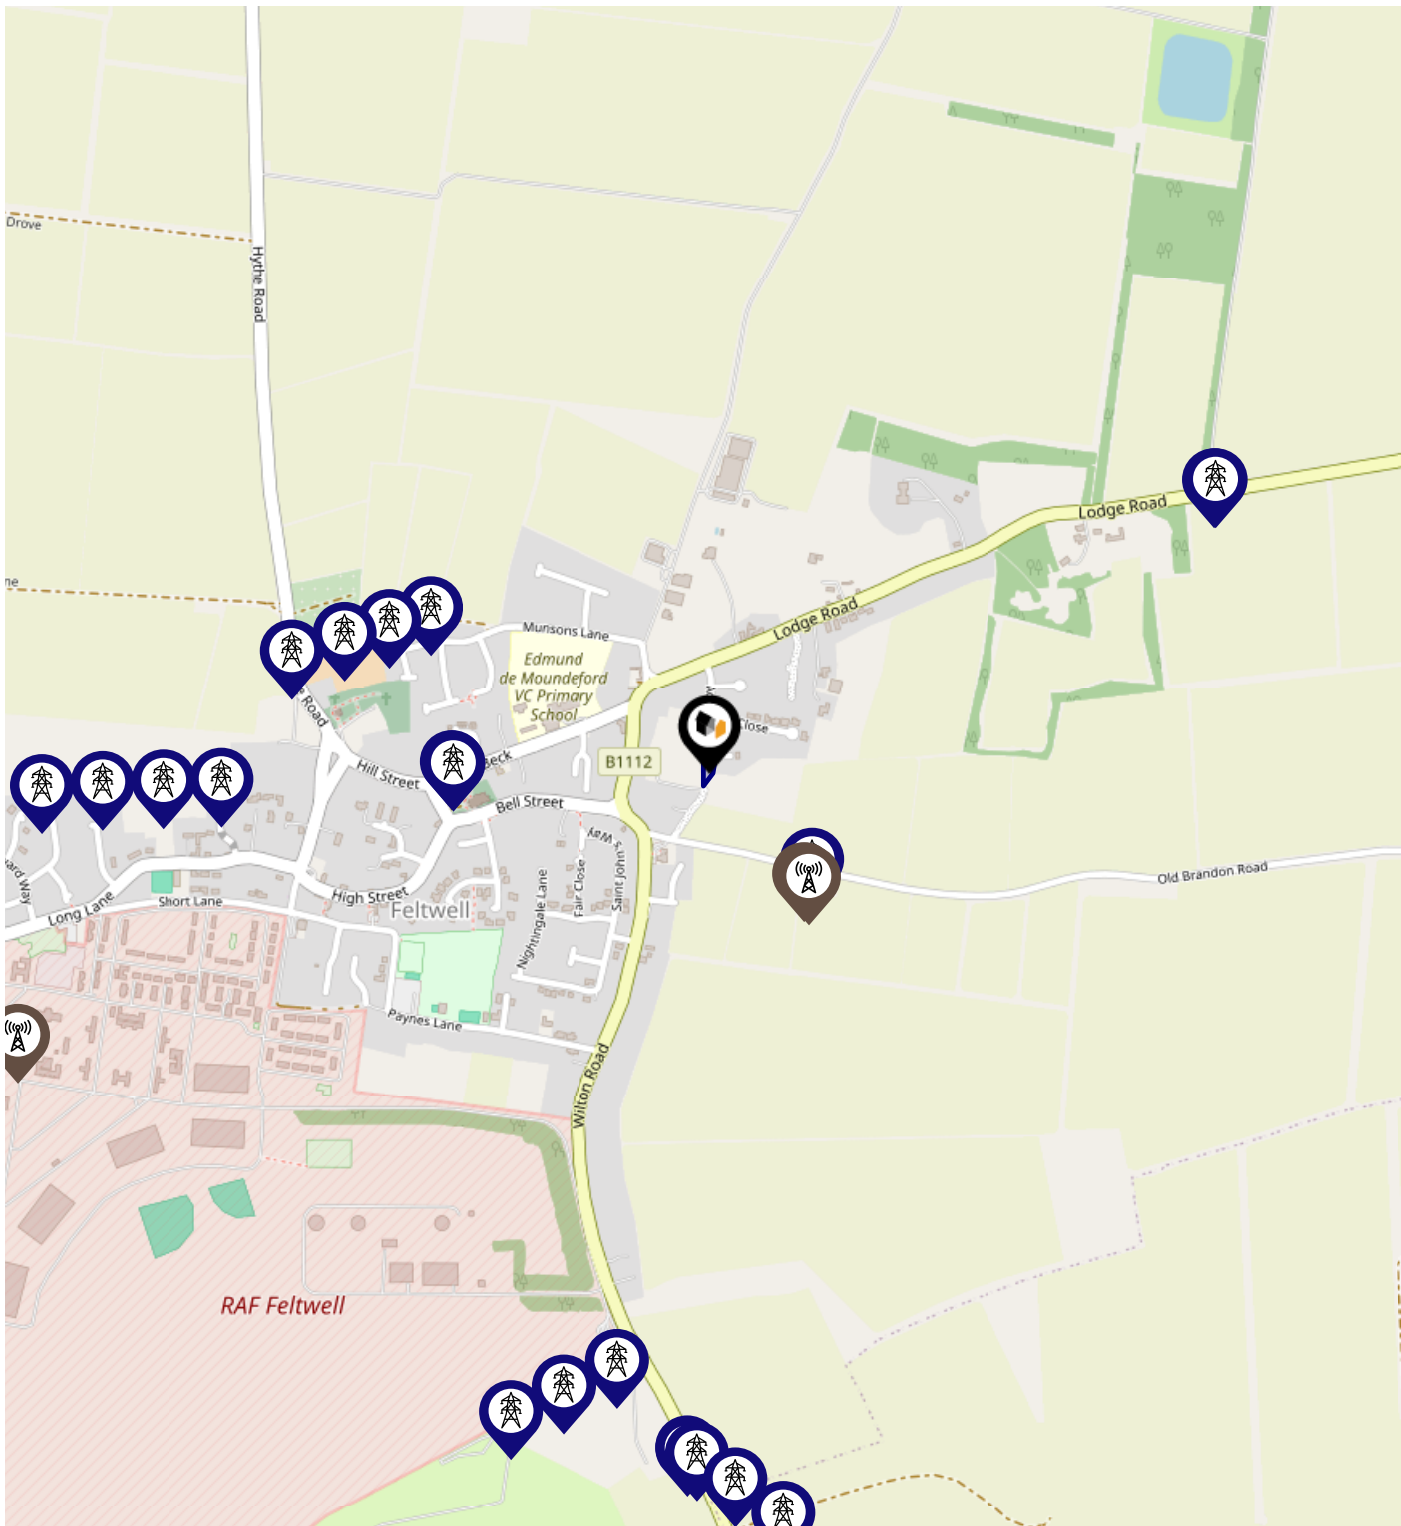 Drove
Hythe Road
Lodge Road
Lodge Road
Munsons Lane
Edmund
de Moundeford
VC Primary
School
Road
Close
Beck
B1112
Hill Street
Bell Street
Way
Saint John's
Fair Close
Nightingale Lane
Old Brandon Road
High Street
Feltwell
Long Lane
Short Lane
Paynes Lane
Wilton Road
RAF Feltwell